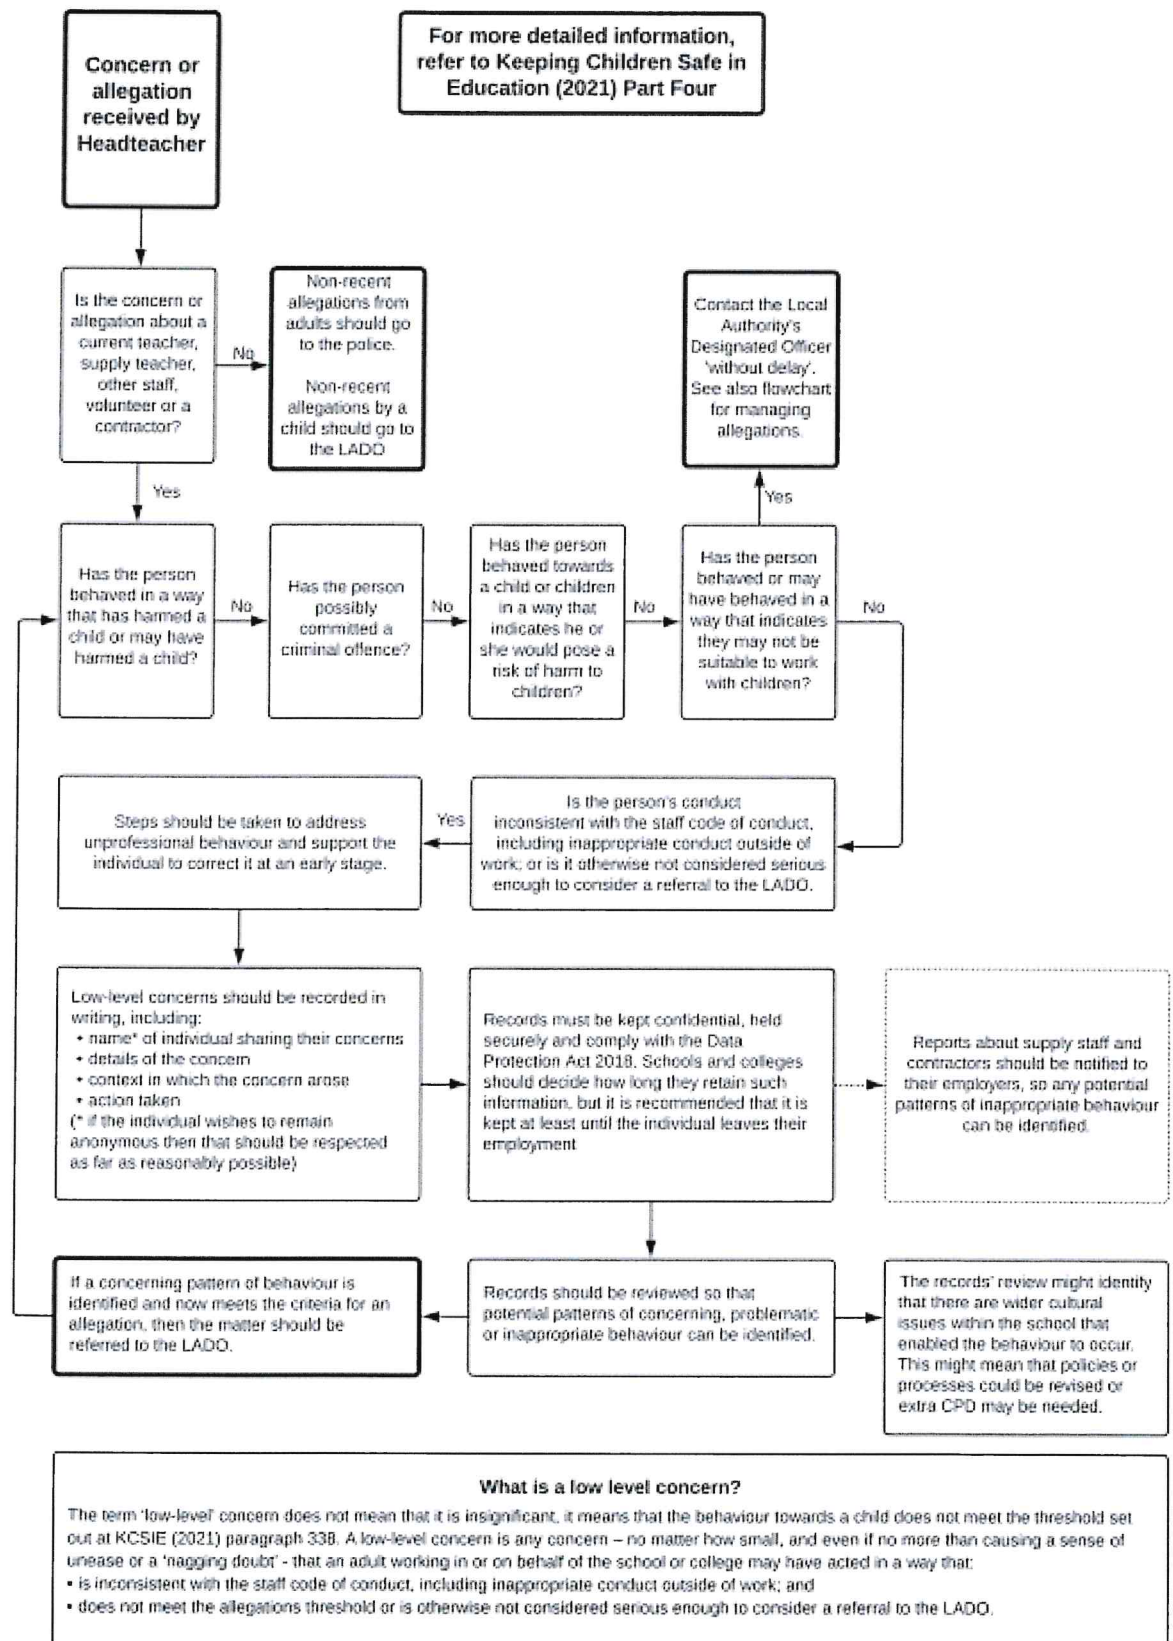 Concern or
allegation
received by
Headteacher
For more detailed information,
refer to Keeping Children Safe in
Education (2021) Part Four
Is the concern or
allegation about a
current teacher,
supply teacher,
other staff,
volunteer or a
contractor?
No
Non-recent
allegations from
adults should go
to the police.
Non-recent
allegations by a
child should go to
the LADO
Contact the Local
Authority's
Designated Officer
'without delay'.
See also flowchart
for managing
allegations.
Yes
Yes
Has the person
behaved in a way
that has harmed a
child or may have
harmed a child?
No
Has the person
possibly
committed a
criminal offence?
No
Has the person
behaved towards
a child or children
in a way that
indicates he or
she would pose a
risk of harm to
children?
No
Has the person
behaved or may
have behaved in a
way that indicates
they may not be
suitable to work
with children?
No
Steps should be taken to address
unprofessional behaviour and support the
individual to correct it at an early stage.
Yes
Is the person's conduct
inconsistent with the staff code of conduct,
including inappropriate conduct outside of
work; or is it otherwise not considered serious
enough to consider a referral to the LADO.
Low-level concerns should be recorded in
writing, including:
• name* of individual sharing their concerns
• details of the concern
• context in which the concern arose
• action taken
(* if the individual wishes to remain
anonymous then that should be respected
as far as reasonably possible)
Records must be kept confidential, held
securely and comply with the Data
Protection Act 2018. Schools and colleges
should decide how long they retain such
information, but it is recommended that it is
kept at least until the individual leaves their
employment
Reports about supply staff and
contractors should be notified to
their employers, so any potential
patterns of inappropriate behaviour
can be identified.
If a concerning pattern of behaviour is
identified and now meets the criteria for an
allegation, then the matter should be
referred to the LADO.
Records should be reviewed so that
potential patterns of concerning, problematic
or inappropriate behaviour can be identified.
The records' review might identify
that there are wider cultural
issues within the school that
enabled the behaviour to occur.
This might mean that policies or
processes could be revised or
extra CPD may be needed.
What is a low level concern?
The term 'low-level' concern does not mean that it is insignificant, it means that the behaviour towards a child does not meet the threshold set
out at KCSIE (2021) paragraph 338. A low-level concern is any concern – no matter how small, and even if no more than causing a sense of
unease or a 'nagging doubt' - that an adult working in or on behalf of the school or college may have acted in a way that:
• is inconsistent with the staff code of conduct, including inappropriate conduct outside of work; and
• does not meet the allegations threshold or is otherwise not considered serious enough to consider a referral to the LADO.